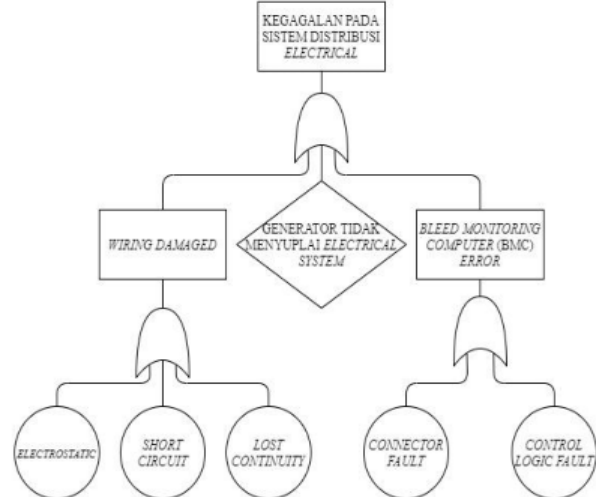 KEGAGALAN PADA
SISTEM DISTRIBUSI
ELECTRICAL
WIRING DAMAGED
GENERATOR TIDAK
MENYUPLAI ELECTRICAL
SYSTEM
BLEED MONITORING
COMPUTER (BMC)
ERROR
ELECTROSTATIC
SHORT
CIRCUIT
LOST
CONTINUITY
CONNECTOR
FAULT
CONTROL
LOGIC FAULT